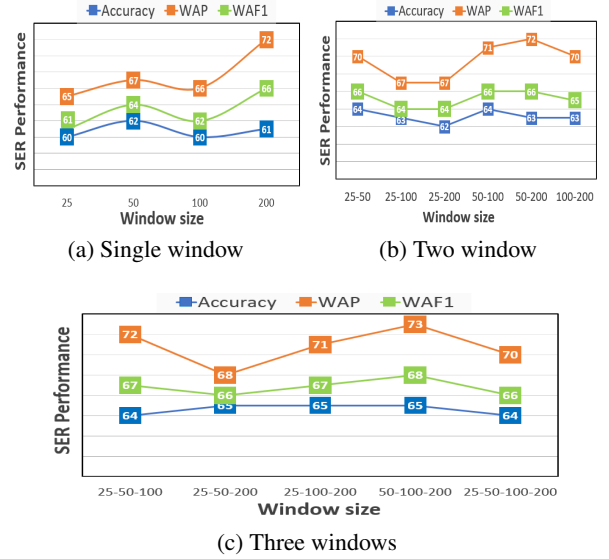 Accuracy WAP WAF1
SER Performance
72
67
66
65
66
64
62
61
62
61
60
60
25 50 100 200
Window size
(a) Single window
Accuracy WAP WAF1
SER Performance
70 67 67 71 72 70
66 64 64 66 66 65
64 63 62 64 63 63
25-50 25-100 25-200 50-100 50-200 100-200
Window size
(b) Two window
Accuracy WAP WAF1
SER Performance
72 68 71 73 70
67 66 67 68 66
64 65 65 65 64
25-50-100 25-50-200 25-100-200 50-100-200 25-50-100-200
Window size
(c) Three windows